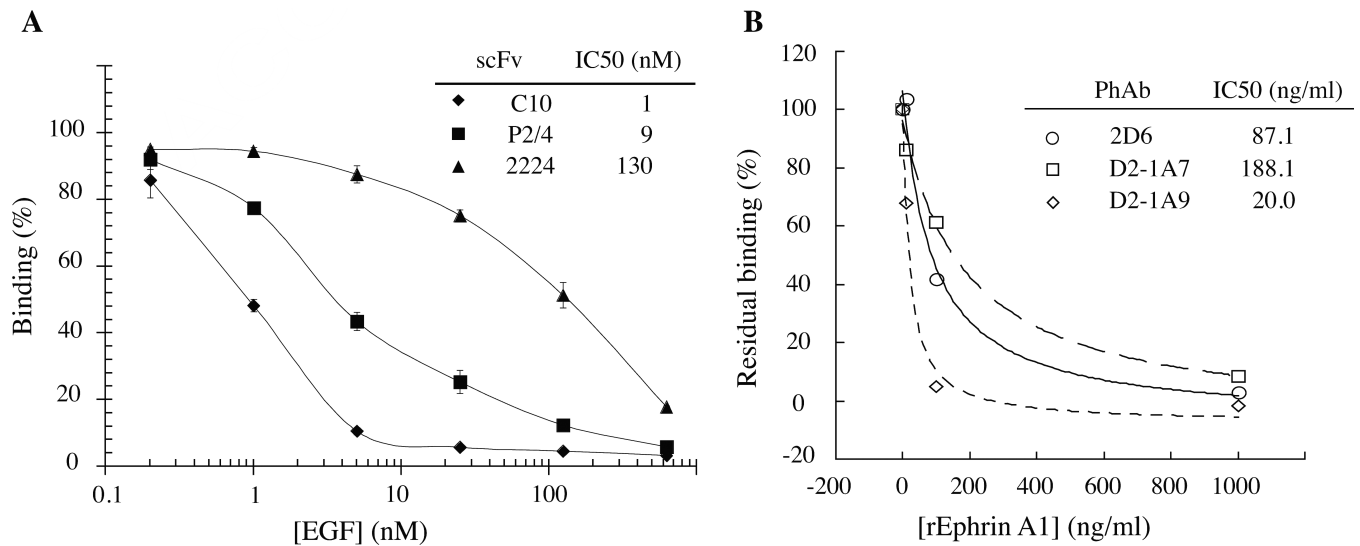 A
scFv IC50 (nM)
C10 1
P2/4 9
2224 130
100
80
60
40
20
0
Binding (%)
0.1 1 10 100
[EGF] (nM)
B
PhAb IC50 (ng/ml)
2D6 87.1
D2-1A7 188.1
D2-1A9 20.0
120
100
80
60
40
20
0
-20
Residual binding (%)
-200 0 200 400 600 800 1000
[rEphrin A1] (ng/ml)